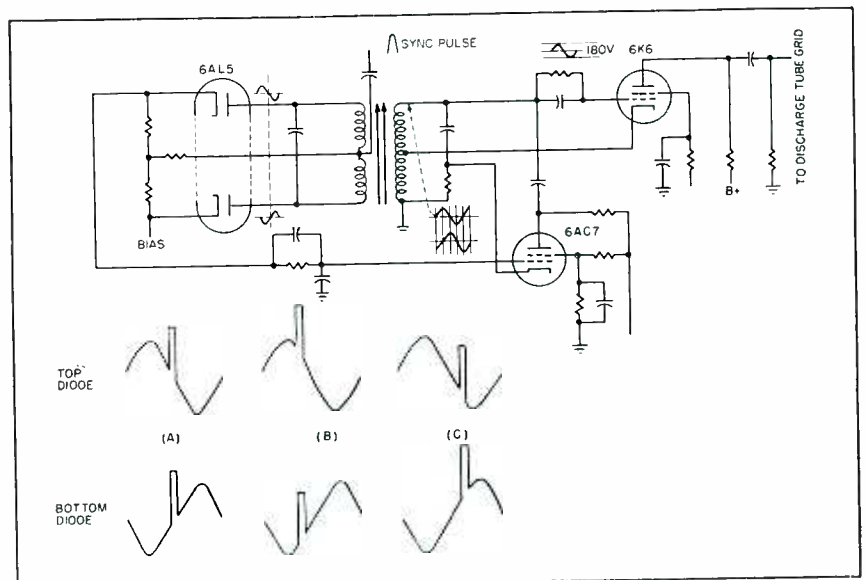 SYNC PULSE
180V
6K6
6AL5
TO DISCHARGE TUBE GRID
B+
BIAS
6AC7
TOP
DIODE
(A)
(B)
(C)
BOTTOM
DIODE